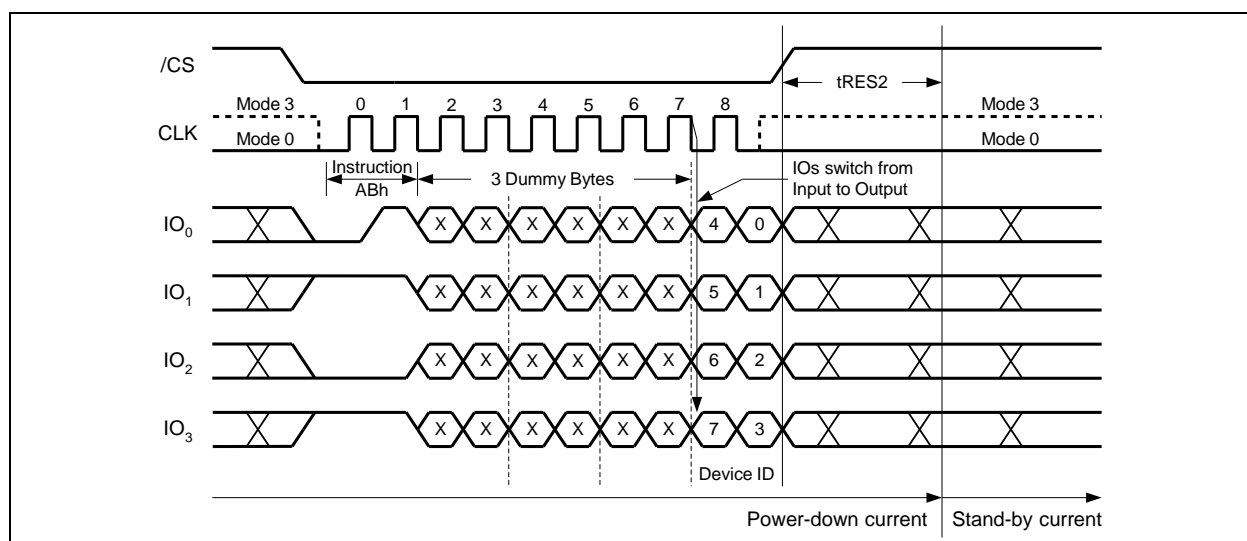 /CS
tRES2
Mode 3 0 1 2 3 4 5 6 7 8 Mode 3
CLK
Mode 0 Mode 0
Instruction
ABh
3 Dummy Bytes
IOs switch from
Input to Output
IO0 X X X X X X 4 0
IO1 X X X X X X 5 1
IO2 X X X X X X 6 2
IO3 X X X X X X 7 3
Device ID
Power-down current Stand-by current